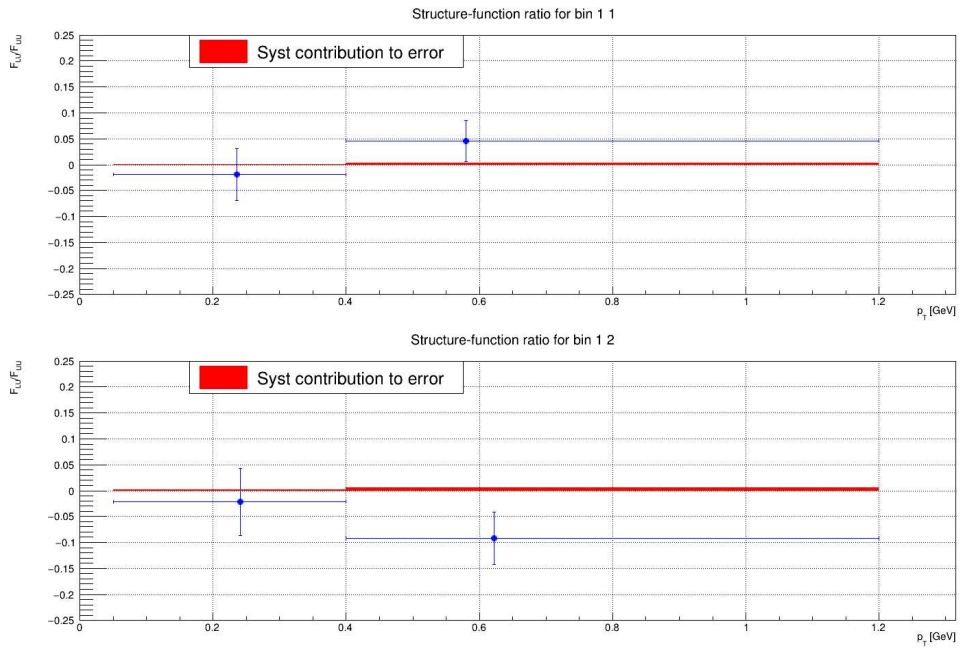 Structure-function ratio for bin 1 1
F_LU/F_UU
Syst contribution to error
0.25
0.2
0.15
0.1
0.05
0
−0.05
−0.1
−0.15
−0.2
−0.25
0 0.2 0.4 0.6 0.8 1 1.2
p_T [GeV]
Structure-function ratio for bin 1 2
F_LU/F_UU
Syst contribution to error
0.25
0.2
0.15
0.1
0.05
0
−0.05
−0.1
−0.15
−0.2
−0.25
0 0.2 0.4 0.6 0.8 1 1.2
p_T [GeV]